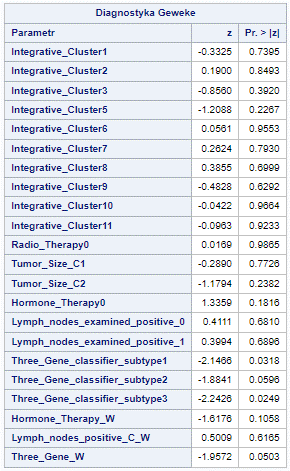 Diagnostyka Geweke
Parametr z Pr. > |z|
Integrative_Cluster1 -0.3325 0.7395
Integrative_Cluster2 0.1900 0.8493
Integrative_Cluster3 -0.8560 0.3920
Integrative_Cluster5 -1.2088 0.2267
Integrative_Cluster6 0.0561 0.9553
Integrative_Cluster7 0.2624 0.7930
Integrative_Cluster8 0.3855 0.6999
Integrative_Cluster9 -0.4828 0.6292
Integrative_Cluster10 -0.0422 0.9664
Integrative_Cluster11 -0.0963 0.9233
Radio_Therapy0 0.0169 0.9865
Tumor_Size_C1 -0.2890 0.7726
Tumor_Size_C2 -1.1794 0.2382
Hormone_Therapy0 1.3359 0.1816
Lymph_nodes_examined_positive_0 0.4111 0.6810
Lymph_nodes_examined_positive_1 0.3994 0.6896
Three_Gene_classifier_subtype1 -2.1466 0.0318
Three_Gene_classifier_subtype2 -1.8841 0.0596
Three_Gene_classifier_subtype3 -2.2426 0.0249
Hormone_Therapy_W -1.6176 0.1058
Lymph_nodes_positive_C_W 0.5009 0.6165
Three_Gene_W -1.9572 0.0503